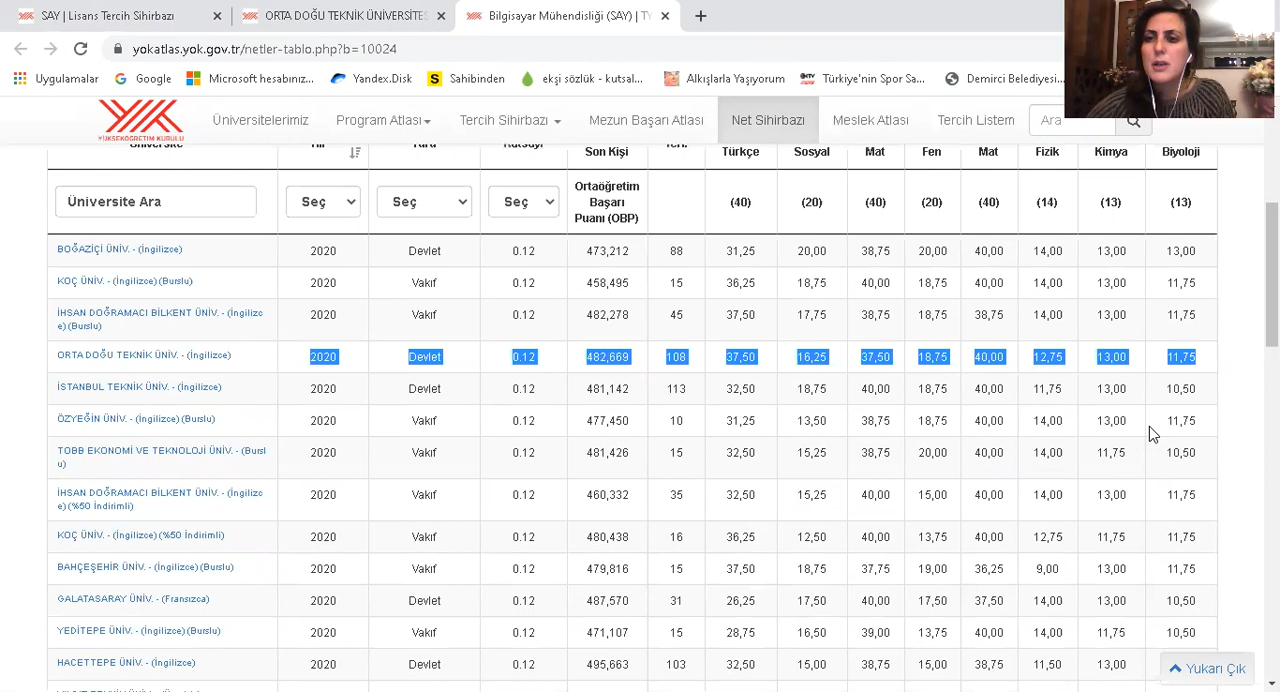 SAY | Lisans Tercih Sihirbazı
ORTA DOĞU TEKNİK ÜNİVERSİTES
Bilgisayar Mühendisliği (SAY) | TY
yokatlas.yok.gov.tr/netler-tablo.php?b=10024
Uygulamalar Google Microsoft hesabınız... Yandex.Disk Sahibinden ekşi sözlük - kutsal... Alkışlarla Yaşıyorum Türkiye'nin Spor Sa... Demirci Belediyesi...
YÜKSEKÖĞRETİM KURULU Üniversitelerimiz Program Atlası Tercih Sihirbazı Mezun Başarı Atlası Net Sihirbazı Meslek Atlası Tercih Listem Ara
Üniversite Yıl Türü Katsayı Son Kişi Yerl. Türkçe Sosyal Mat Fen Mat Fizik Kimya Biyoloji
Üniversite Ara Seç Seç Seç Ortaöğretim Başarı Puanı (OBP) (40) (20) (40) (20) (40) (14) (13) (13)
BOĞAZİÇİ ÜNİV. - (İngilizce) 2020 Devlet 0.12 473,212 88 31,25 20,00 38,75 20,00 40,00 14,00 13,00 13,00
KOÇ ÜNİV. - (İngilizce) (Burslu) 2020 Vakıf 0.12 458,495 15 36,25 18,75 40,00 18,75 40,00 14,00 13,00 11,75
İHSAN DOĞRAMACI BİLKENT ÜNİV. - (İngilizc
e) (Burslu) 2020 Vakıf 0.12 482,278 45 37,50 17,75 37,50 18,75 38,75 14,00 13,00 11,75
ORTA DOĞU TEKNİK ÜNİV. - (İngilizce) 2020 Devlet 0.12 482,669 108 37,50 16,25 37,50 18,75 40,00 12,75 13,00 11,75
İSTANBUL TEKNİK ÜNİV. - (İngilizce) 2020 Devlet 0.12 481,142 113 32,50 18,75 40,00 18,75 40,00 11,75 13,00 10,50
ÖZYEĞİN ÜNİV. - (İngilizce) (Burslu) 2020 Vakıf 0.12 477,450 10 31,25 13,50 38,75 18,75 40,00 14,00 13,00 11,75
TOBB EKONOMİ VE TEKNOLOJİ ÜNİV. - (Bursl
u) 2020 Vakıf 0.12 481,426 15 32,50 15,25 38,75 20,00 40,00 14,00 11,75 10,50
İHSAN DOĞRAMACI BİLKENT ÜNİV. - (İngilizc
e) (%50 İndirimli) 2020 Vakıf 0.12 460,332 35 32,50 15,25 40,00 15,00 40,00 14,00 13,00 11,75
KOÇ ÜNİV. - (İngilizce) (%50 İndirimli) 2020 Vakıf 0.12 480,438 16 36,25 12,50 40,00 13,75 40,00 12,75 11,75 11,75
BAHÇEŞEHİR ÜNİV. - (İngilizce) (Burslu) 2020 Vakıf 0.12 479,816 15 37,50 18,75 37,75 19,00 36,25 9,00 13,00 11,75
GALATASARAY ÜNİV. - (Fransızca) 2020 Devlet 0.12 487,570 31 26,25 17,50 40,00 17,50 37,50 14,00 13,00 10,50
YEDİTEPE ÜNİV. - (İngilizce) (Burslu) 2020 Vakıf 0.12 471,107 15 28,75 16,50 39,00 13,75 40,00 14,00 11,75 10,50
HACETTEPE ÜNİV. - (İngilizce) 2020 Devlet 0.12 495,663 103 32,50 15,00 38,75 15,00 38,75 11,50 13,00
Yukarı Çık